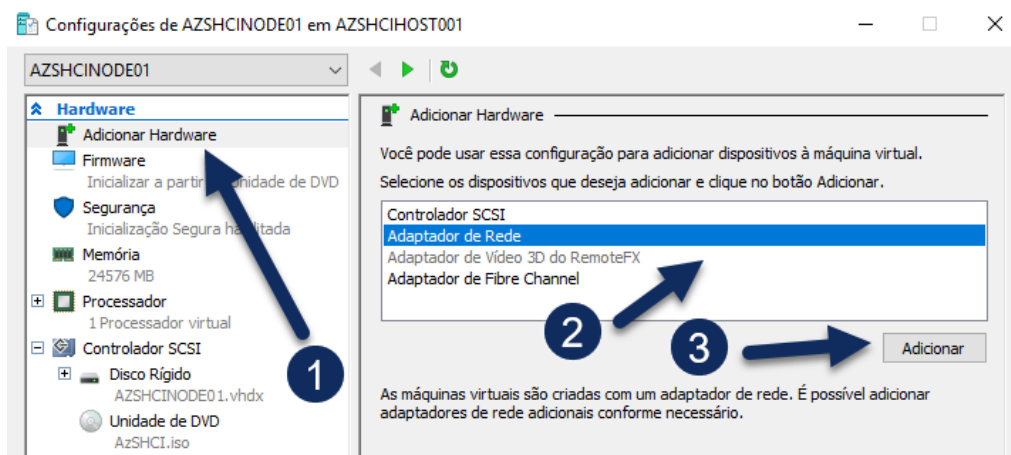 Configurações de AZSHCINODE01 em AZSHCIHOST001
AZSHCINODE01
Hardware
Adicionar Hardware
Firmware
Inicializar a partir unidade de DVD
Segurança
Inicialização Segura habilitada
Memória
24576 MB
Processador
1 Processador virtual
Controlador SCSI
Disco Rígido
AZSHCINODE01.vhdx
Unidade de DVD
AzSHCI.iso
1
Adicionar Hardware
Você pode usar essa configuração para adicionar dispositivos à máquina virtual.
Selecione os dispositivos que deseja adicionar e clique no botão Adicionar.
Controlador SCSI
Adaptador de Rede
Adaptador de Vídeo 3D do RemoteFX
Adaptador de Fibre Channel
2
3
Adicionar
As máquinas virtuais são criadas com um adaptador de rede. É possível adicionar
adaptadores de rede adicionais conforme necessário.